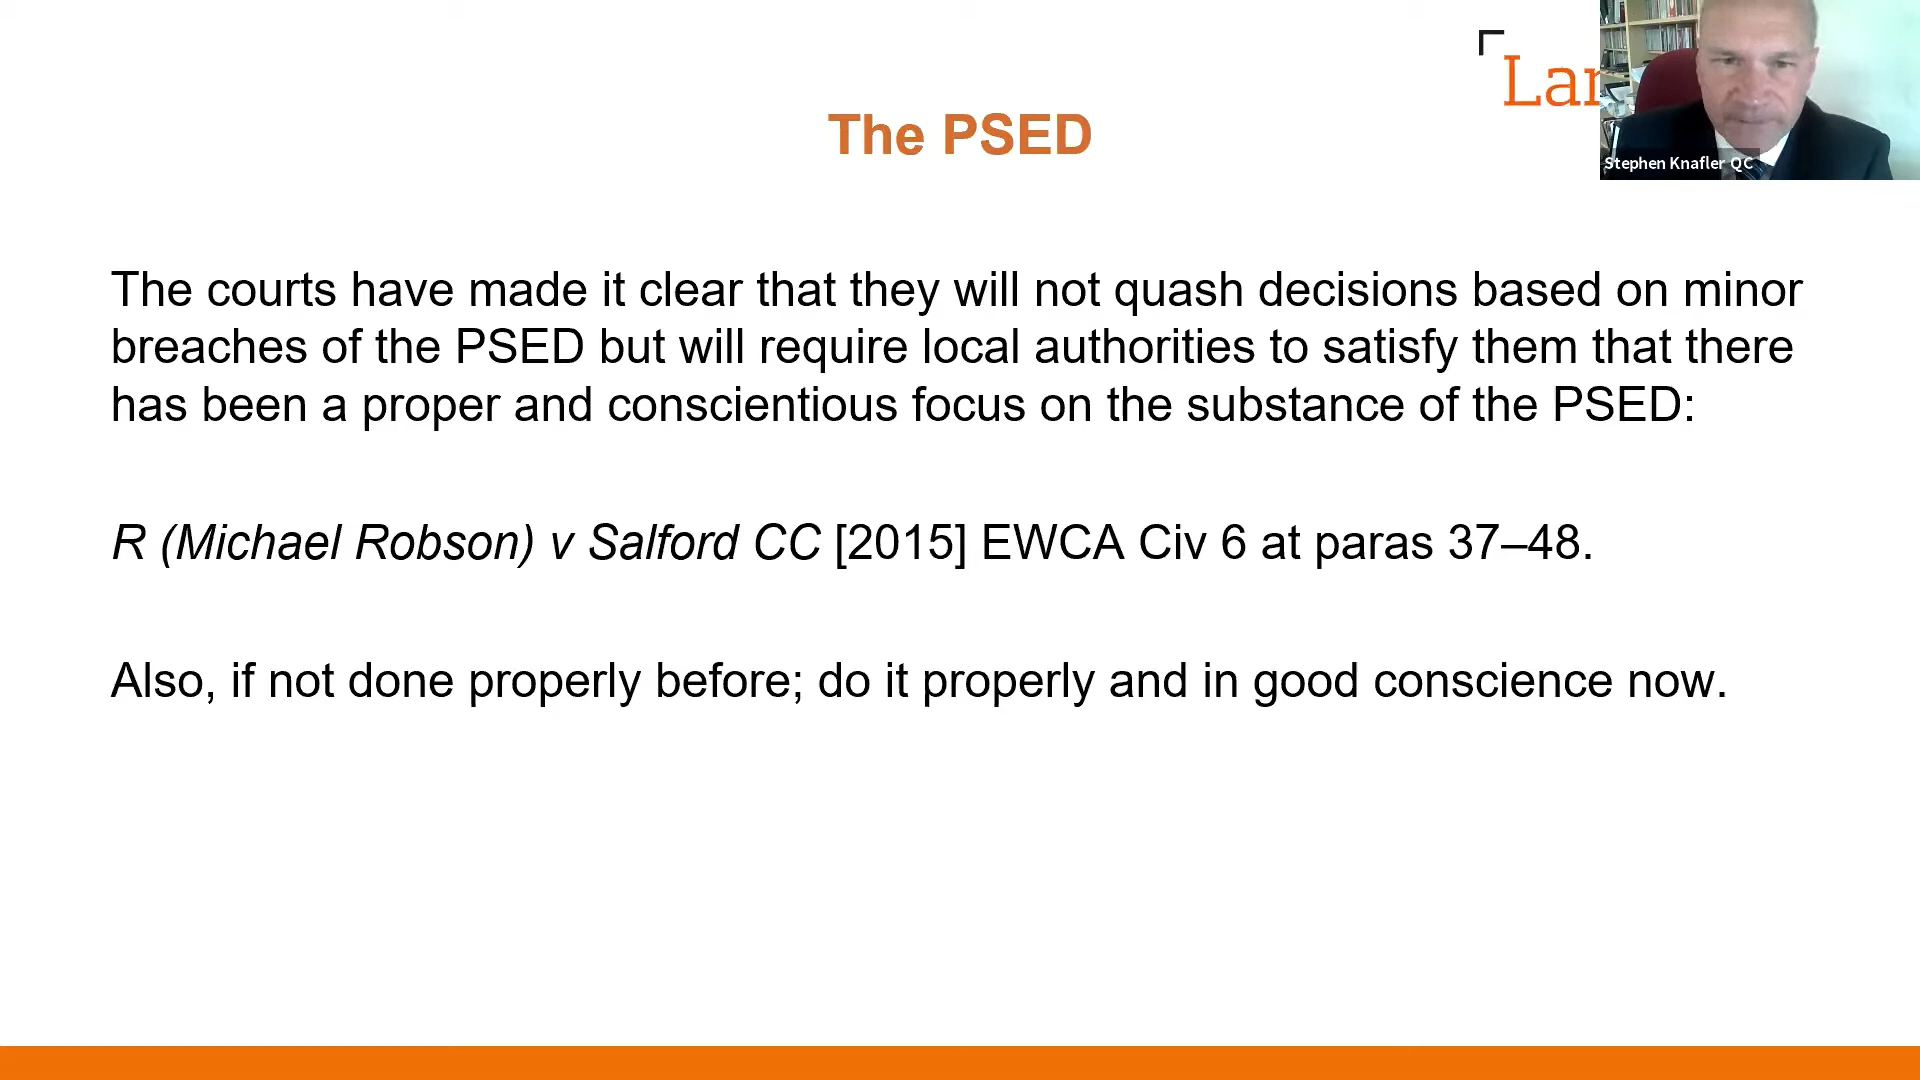 Lan
The PSED
Stephen Knafler QC
The courts have made it clear that they will not quash decisions based on minor
breaches of the PSED but will require local authorities to satisfy them that there
has been a proper and conscientious focus on the substance of the PSED:
R (Michael Robson) v Salford CC [2015] EWCA Civ 6 at paras 37–48.
Also, if not done properly before; do it properly and in good conscience now.